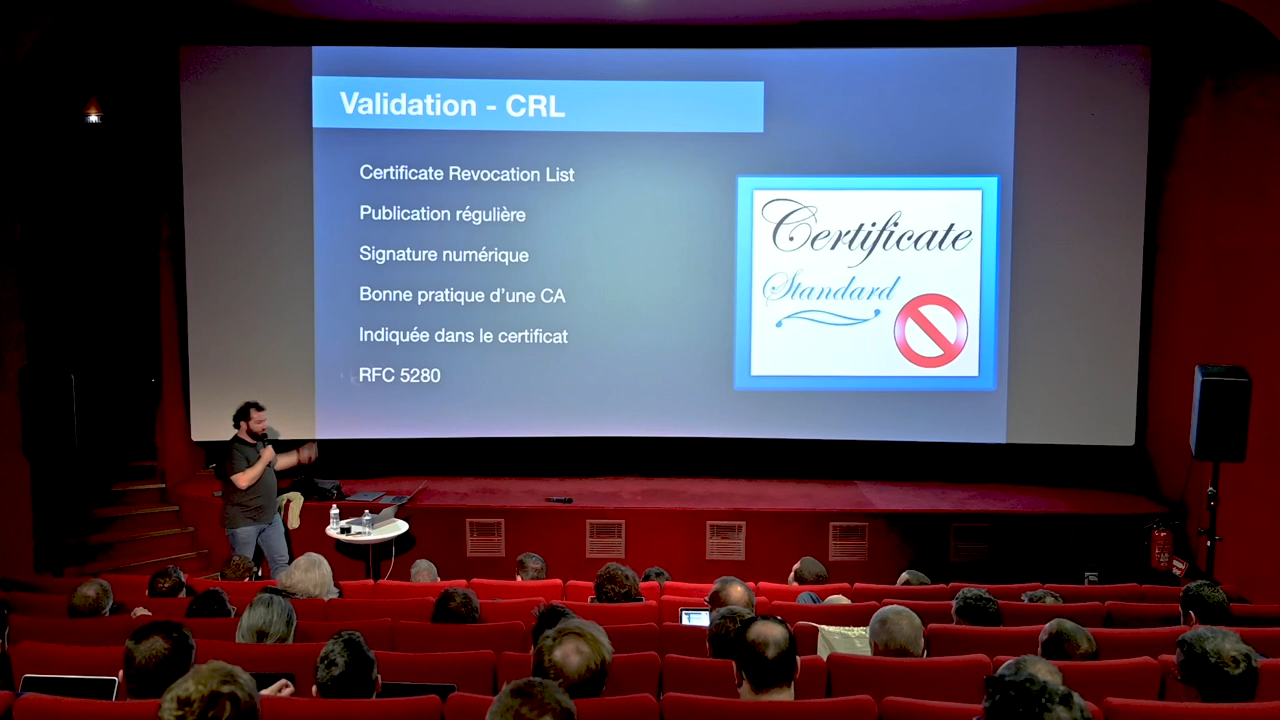 Validation - CRL
Certificate Revocation List
Publication régulière
Signature numérique
Bonne pratique d'une CA
Indiquée dans le certificat
RFC 5280
Certificate
Standard